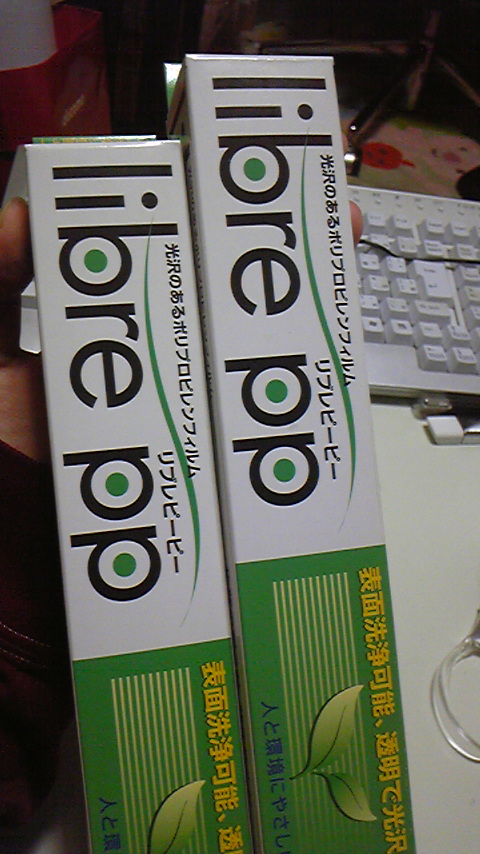 libre pp
光沢のあるポリプロピレンフィルム
リブレピーピー
表面洗浄可能、透
人と環
libre pp
光沢のあるポリプロピレンフィルム
リブレピーピー
表面洗浄可能、透明で光沢
人と環境にやさしい